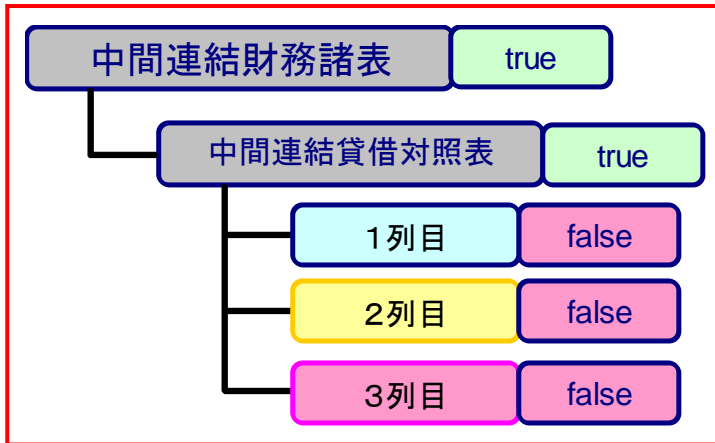 中間連結財務諸表 true
中間連結貸借対照表 true
1列目 false
2列目 false
3列目 false